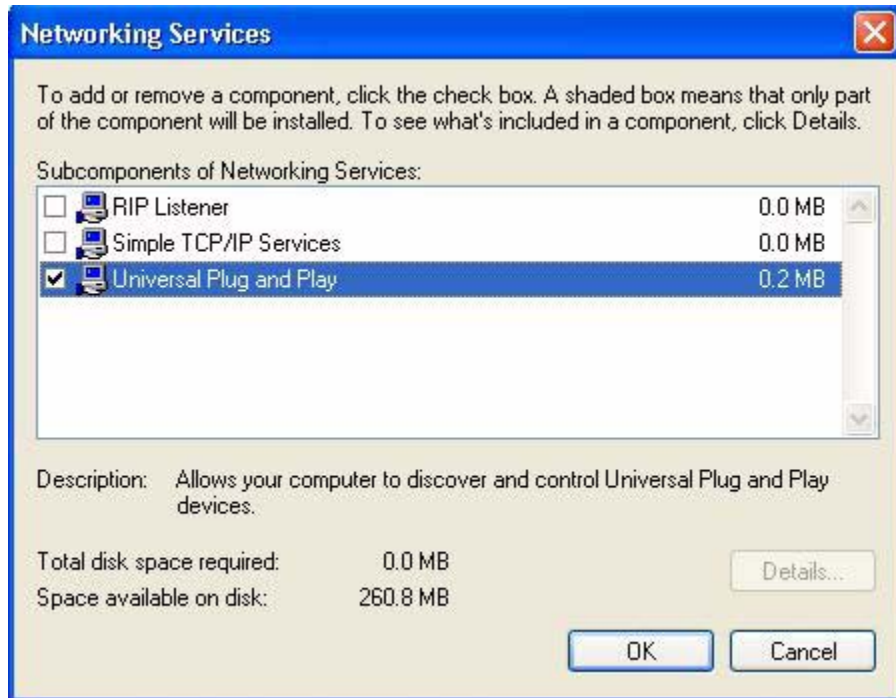 Networking Services
To add or remove a component, click the check box. A shaded box means that only part
of the component will be installed. To see what's included in a component, click Details.
Subcomponents of Networking Services:
RIP Listener 0.0 MB
Simple TCP/IP Services 0.0 MB
Universal Plug and Play 0.2 MB
Description: Allows your computer to discover and control Universal Plug and Play
devices.
Total disk space required: 0.0 MB
Details...
Space available on disk: 260.8 MB
OK Cancel